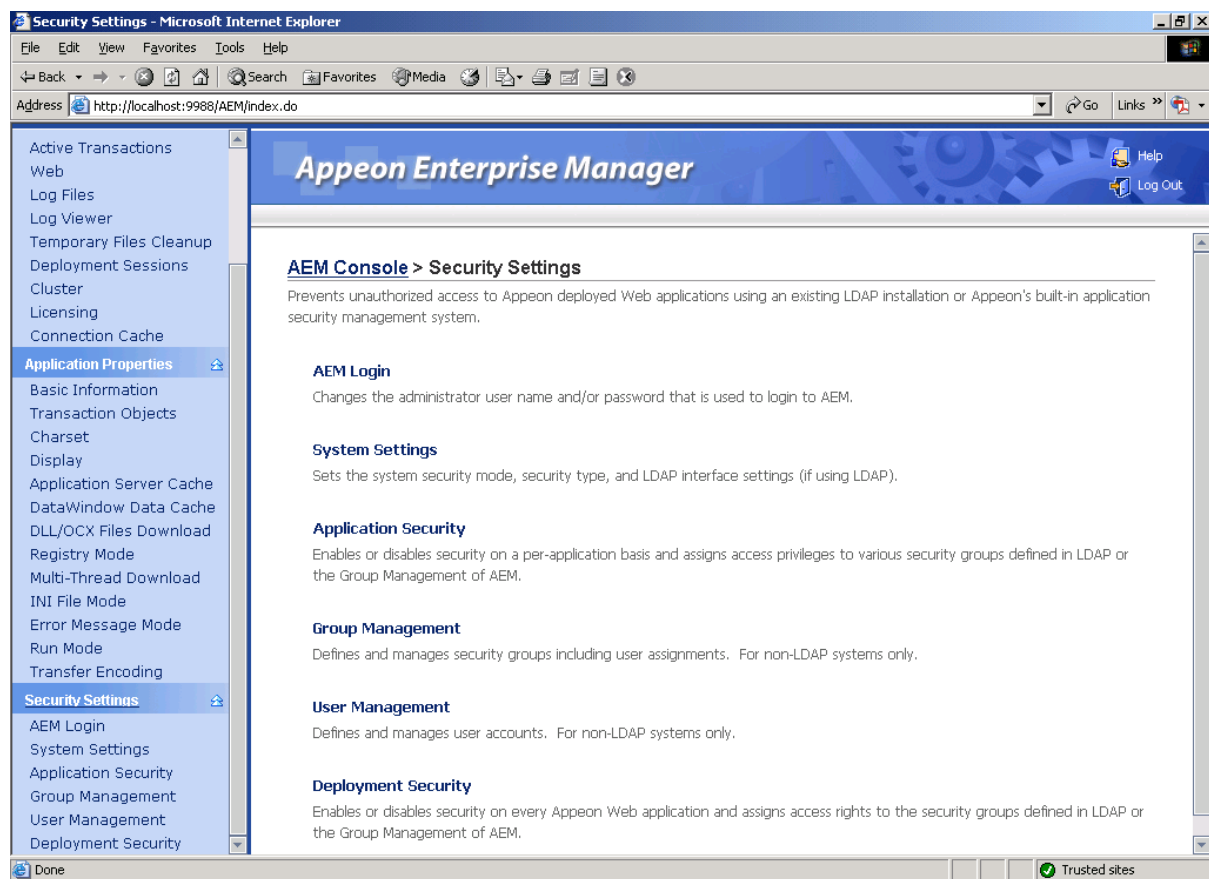 Security Settings - Microsoft Internet Explorer
File Edit View Favorites Tools Help
Back Search Favorites Media
Address http://localhost:9988/AEM/index.do Go Links »
Active Transactions
Web
Log Files
Log Viewer
Temporary Files Cleanup
Deployment Sessions
Cluster
Licensing
Connection Cache
Application Properties
Basic Information
Transaction Objects
Charset
Display
Application Server Cache
DataWindow Data Cache
DLL/OCX Files Download
Registry Mode
Multi-Thread Download
INI File Mode
Error Message Mode
Run Mode
Transfer Encoding
Security Settings
AEM Login
System Settings
Application Security
Group Management
User Management
Deployment Security
Appeon Enterprise Manager
Help
Log Out
AEM Console > Security Settings
Prevents unauthorized access to Appeon deployed Web applications using an existing LDAP installation or Appeon's built-in application
security management system.
AEM Login
Changes the administrator user name and/or password that is used to login to AEM.
System Settings
Sets the system security mode, security type, and LDAP interface settings (if using LDAP).
Application Security
Enables or disables security on a per-application basis and assigns access privileges to various security groups defined in LDAP or
the Group Management of AEM.
Group Management
Defines and manages security groups including user assignments. For non-LDAP systems only.
User Management
Defines and manages user accounts. For non-LDAP systems only.
Deployment Security
Enables or disables security on every Appeon Web application and assigns access rights to the security groups defined in LDAP or
the Group Management of AEM.
Done
Trusted sites